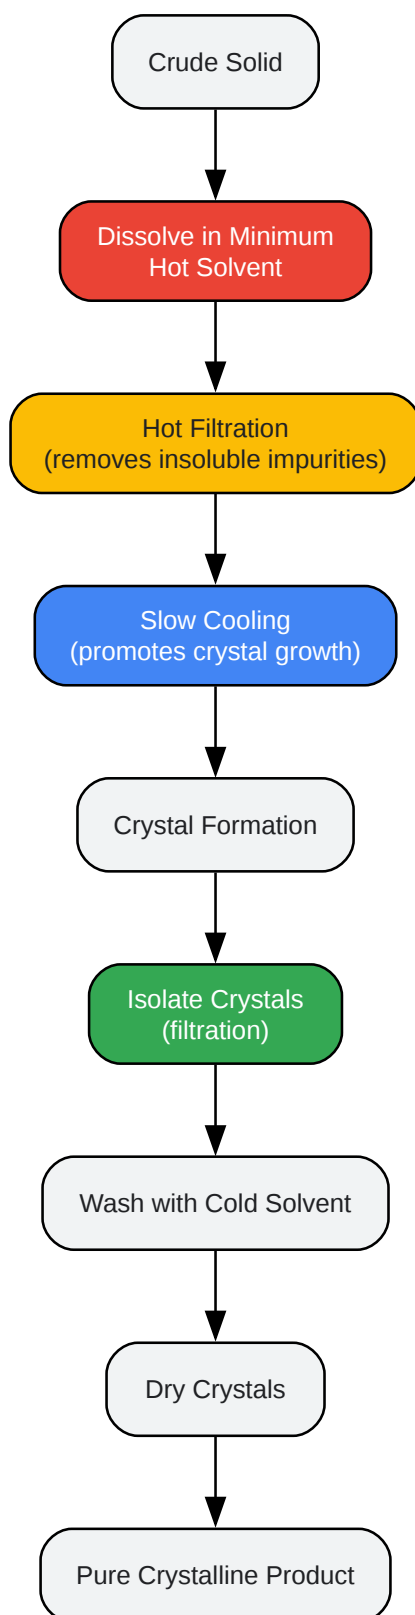 Crude Solid
Dissolve in Minimum
Hot Solvent
Hot Filtration
(removes insoluble impurities)
Slow Cooling
(promotes crystal growth)
Crystal Formation
Isolate Crystals
(filtration)
Wash with Cold Solvent
Dry Crystals
Pure Crystalline Product